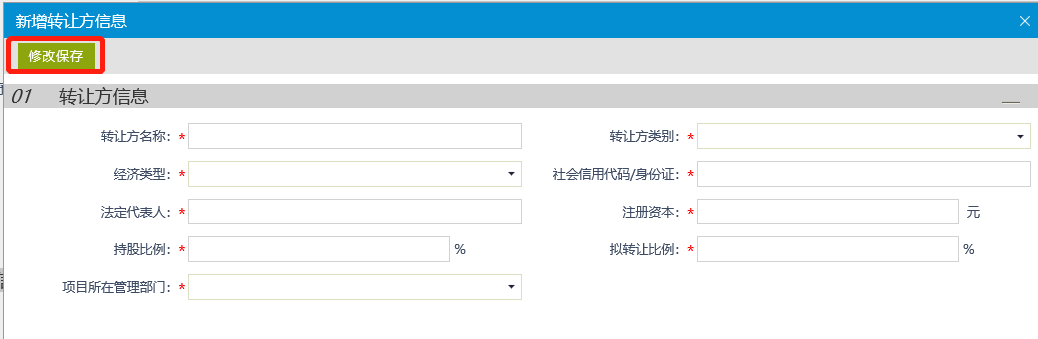 新增转让方信息
修改保存
01 转让方信息
转让方名称：* 转让方类别：*
经济类型：* 社会信用代码/身份证：*
法定代表人：* 注册资本：* 元
持股比例：* % 拟转让比例：* %
项目所在管理部门：*